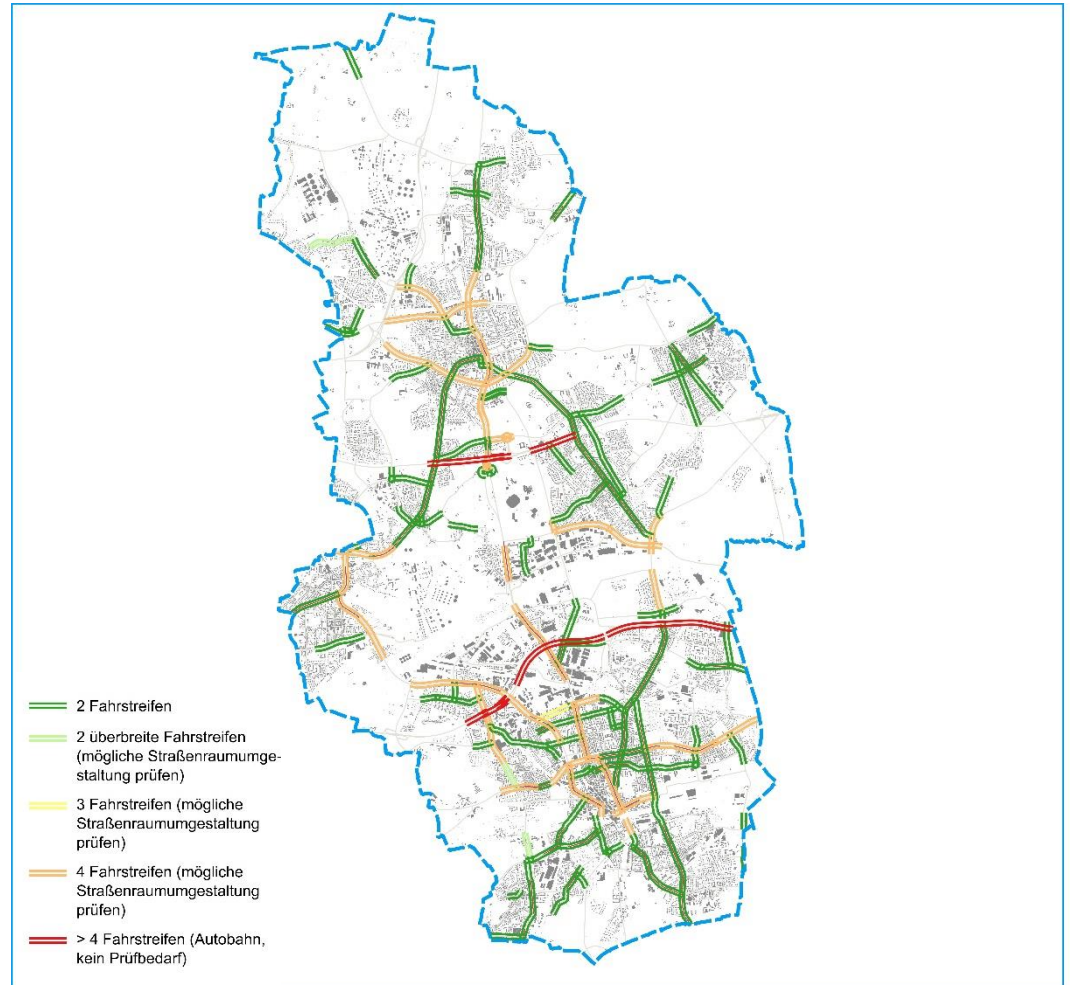 2 Fahrstreifen
2 überbreite Fahrstreifen
(mögliche Straßenraumumge-
staltung prüfen)
3 Fahrstreifen (mögliche
Straßenraumumgestaltung
prüfen)
4 Fahrstreifen (mögliche
Straßenraumumgestaltung
prüfen)
> 4 Fahrstreifen (Autobahn,
kein Prüfbedarf)